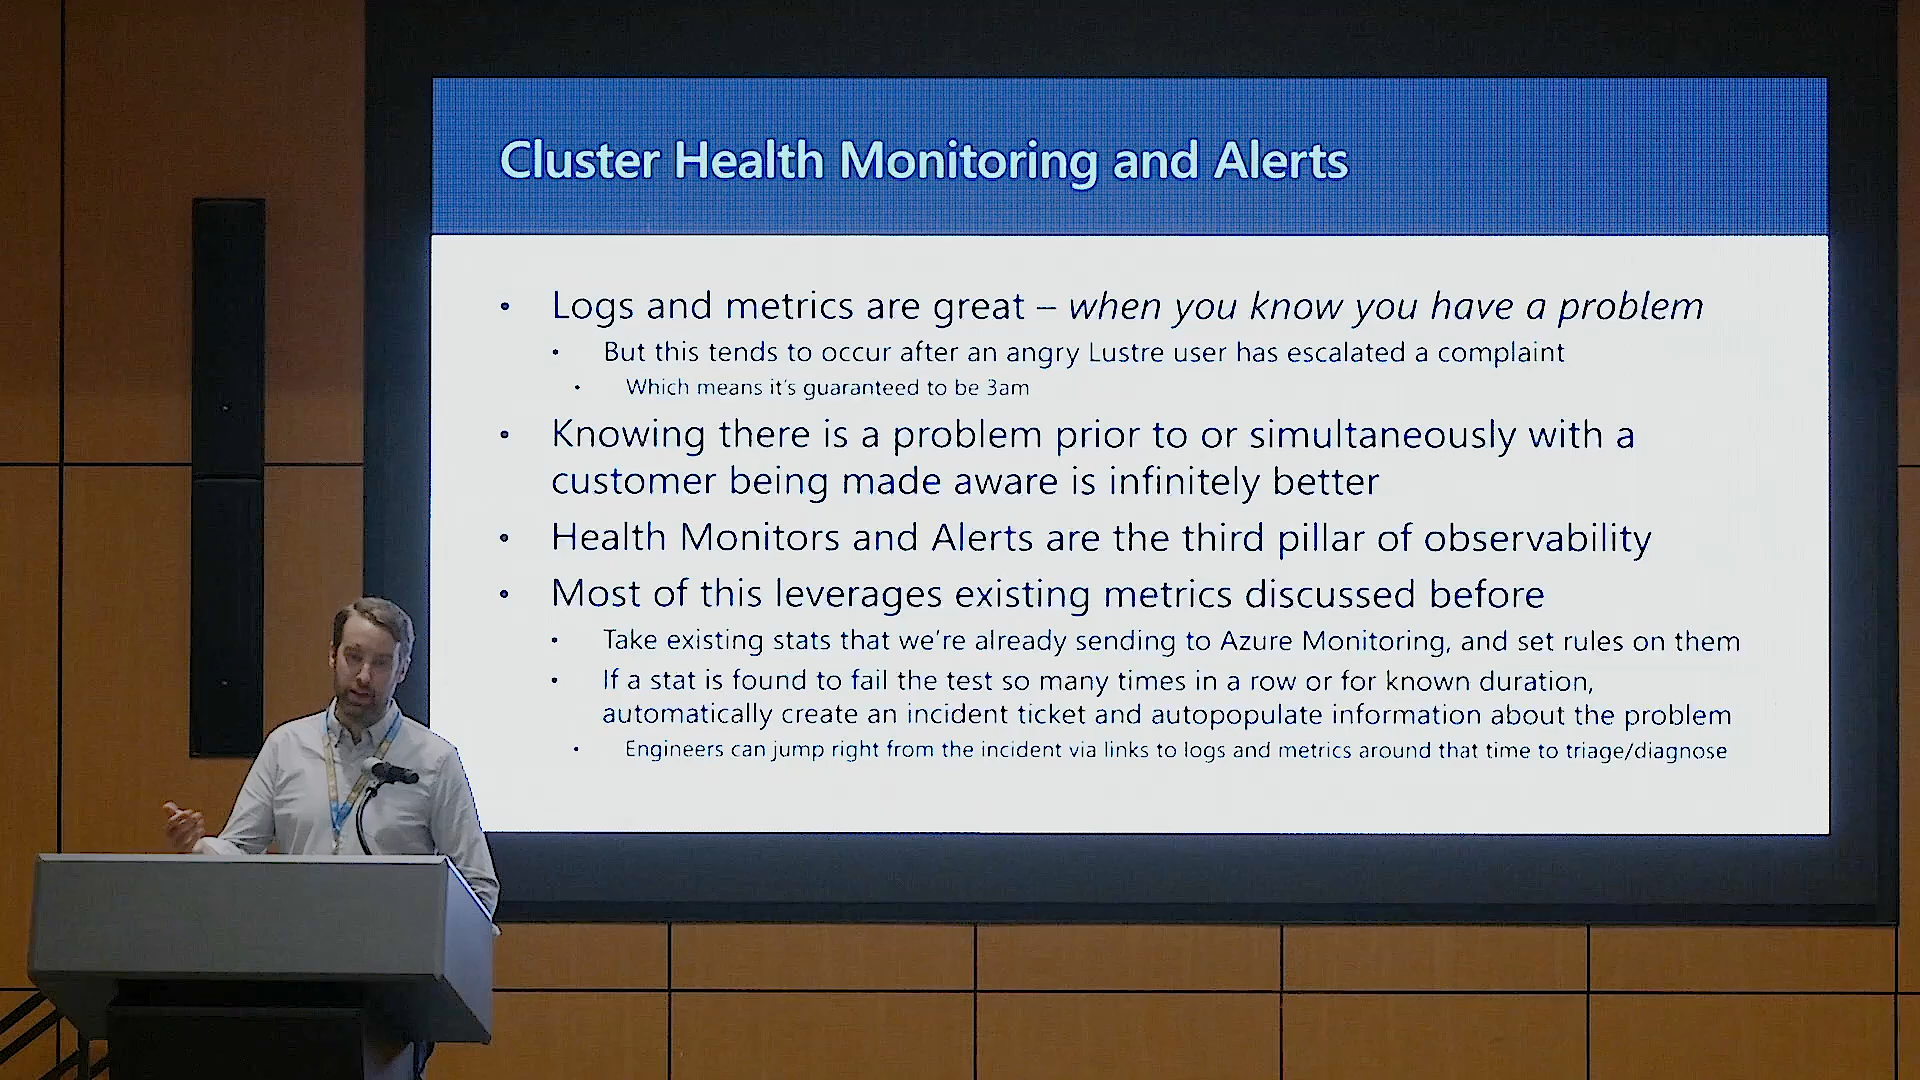 Cluster Health Monitoring and Alerts
• Logs and metrics are great – when you know you have a problem
• But this tends to occur after an angry Lustre user has escalated a complaint
• Which means it's guaranteed to be 3am
• Knowing there is a problem prior to or simultaneously with a
customer being made aware is infinitely better
• Health Monitors and Alerts are the third pillar of observability
• Most of this leverages existing metrics discussed before
• Take existing stats that we're already sending to Azure Monitoring, and set rules on them
• If a stat is found to fail the test so many times in a row or for known duration,
automatically create an incident ticket and autopopulate information about the problem
• Engineers can jump right from the incident via links to logs and metrics around that time to triage/diagnose